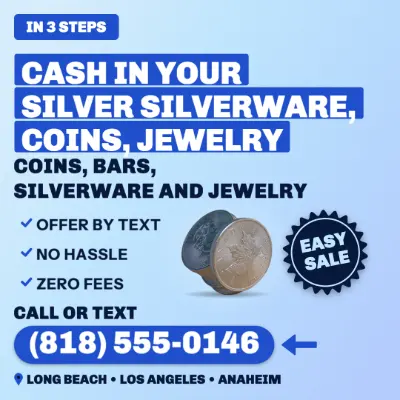 IN 3 STEPS
CASH IN YOUR
SILVER SILVERWARE,
COINS, JEWELRY
COINS, BARS,
SILVERWARE AND JEWELRY
OFFER BY TEXT
NO HASSLE
ZERO FEES
EASY
SALE
CALL OR TEXT
(818) 555-0146
LONG BEACH • LOS ANGELES • ANAHEIM